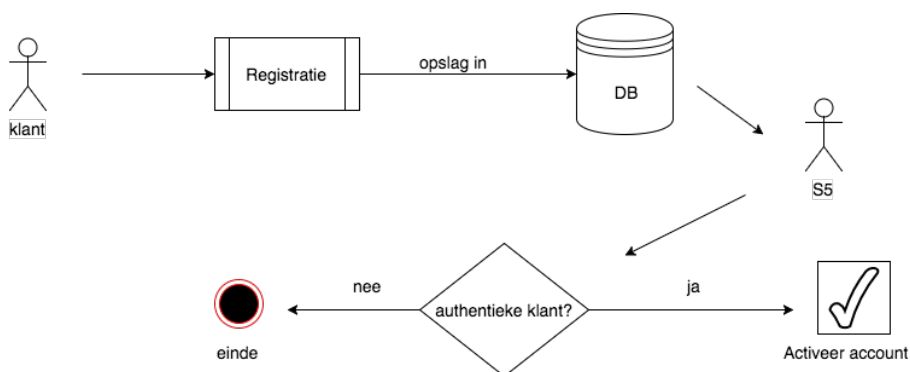 klant
Registratie
opslag in
DB
S5
nee
authentieke klant?
ja
einde
Activeer account